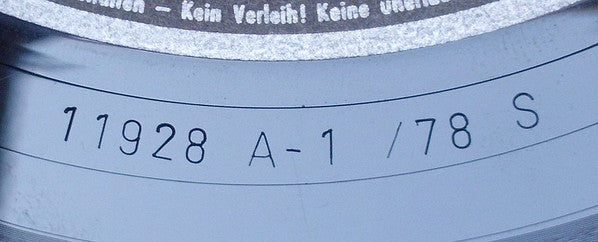 – Kein Verleih! Keine
11928 A-1 /78 S